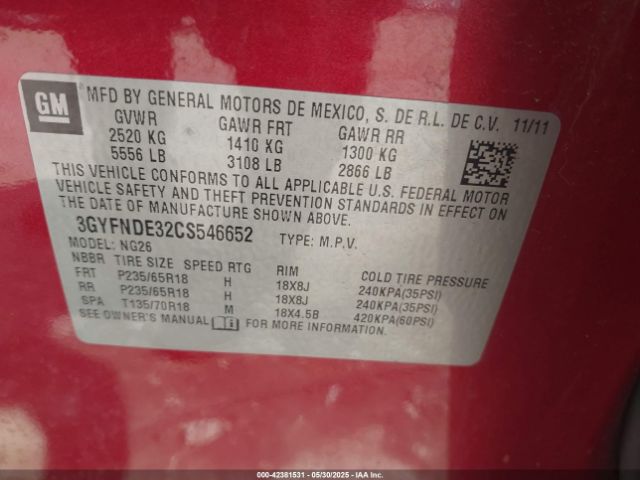 GM
MFD BY GENERAL MOTORS DE MEXICO, S. DE R.L. DE C.V. 11/11
GVWR GAWR FRT GAWR RR
2520 KG 1410 KG 1300 KG
5556 LB 3108 LB 2866 LB
THIS VEHICLE CONFORMS TO ALL APPLICABLE U.S. FEDERAL MOTOR
VEHICLE SAFETY AND THEFT PREVENTION STANDARDS IN EFFECT ON
THE DATE OF MANUFACTURE SHOWN ABOVE.
3GYFNDE32CS546652 TYPE: M.P.V.
MODEL: NG26
NBBR TIRE SIZE SPEED RTG RIM COLD TIRE PRESSURE
FRT P235/65R18 H 18X8J 240KPA(35PSI)
RR P235/65R18 H 18X8J 240KPA(35PSI)
SPA T135/70R18 M 18X4.5B 420KPA(60PSI)
SEE OWNER'S MANUAL FOR MORE INFORMATION.
000-42381531 - 05/30/2025 - IAA Inc. (IAAI)